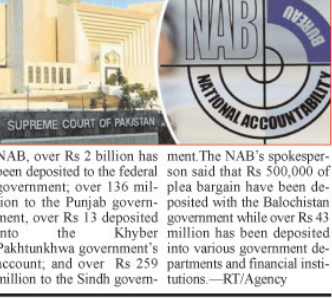 NAB
BUREAU
NATIONAL ACCOUNTABILITY
SUPREME COURT OF PAKISTAN
NAB, over Rs 2 billion has
been deposited to the federal
government; over 136 mil-
lion to the Punjab govern-
ment, over Rs 13 deposited
into the Khyber
Pakhtunkhwa government's
account; and over Rs 259
million to the Sindh govern-
ment.The NAB's spokesper-
son said that Rs 500,000 of
plea bargain have been de-
posited with the Balochistan
government while over Rs 43
million has been deposited
into various government de-
partments and financial insti-
tutions.—RT/Agency